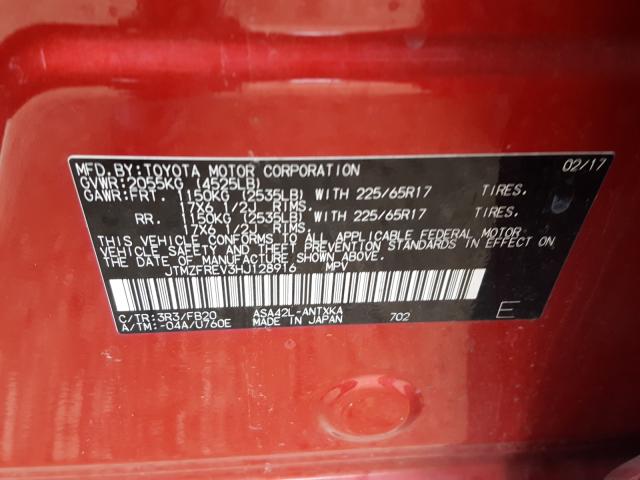 MFD.BY:TOYOTA MOTOR CORPORATION 02/17
GVWR:2055KG (4525LB)
GAWR:FRT. 1150KG (2535LB) WITH 225/65R17 TIRES.
17X6 1/2J RIMS.
RR. 1150KG (2535LB) WITH 225/65R17 TIRES.
17X6 1/2J RIMS.
THIS VEHICLE CONFORMS TO ALL APPLICABLE FEDERAL MOTOR
VEHICLE SAFETY AND THEFT PREVENTION STANDARDS IN EFFECT ON
THE DATE OF MANUFACTURE SHOWN ABOVE.
JTMZFREV3HJ128916 MPV
C/TR:3R3/FB20 ASA42L-ANTXKA
A/TM:-04A/U760E MADE IN JAPAN 702 E